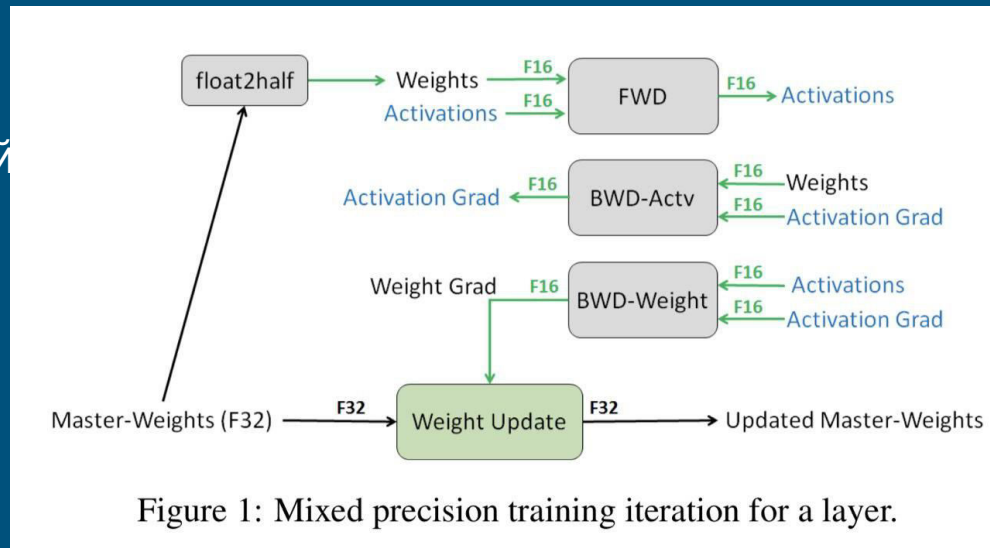 float2half
Weights F16 FWD F16 Activations
Activations F16
Activation Grad F16 BWD-Actv F16 Weights
F16 Activation Grad
Weight Grad F16 BWD-Weight F16 Activations
F16 Activation Grad
Master-Weights (F32) F32 Weight Update F32 Updated Master-Weights
Figure 1: Mixed precision training iteration for a layer.